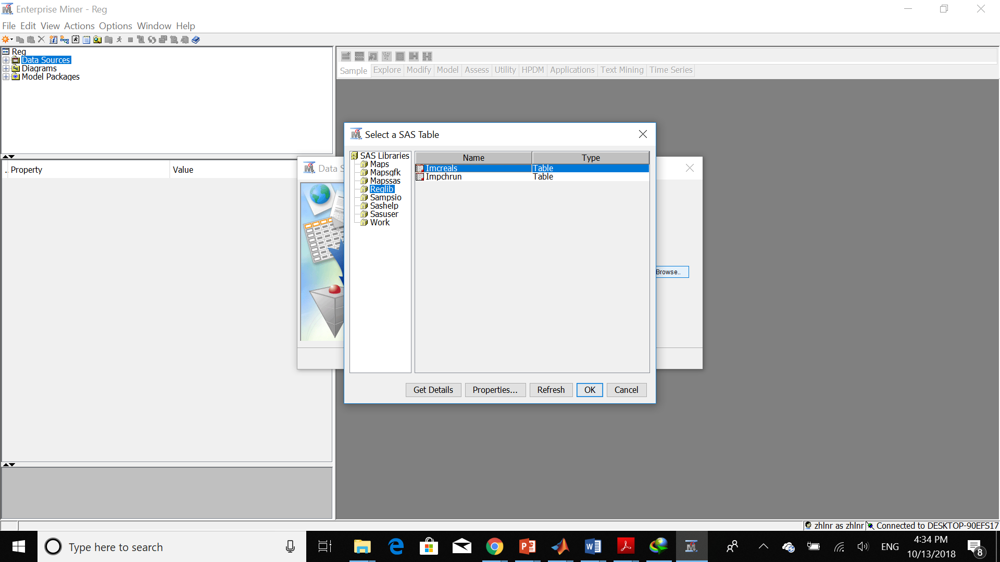 Enterprise Miner - Reg
File Edit View Actions Options Window Help
Reg
Data Sources
Diagrams
Model Packages
Sample Explore Modify Model Assess Utility HPDM Applications Text Mining Time Series
.. Property Value
Data S
Browse..
Select a SAS Table
SAS Libraries
Maps
Mapsgfk
Mapssas
Reglib
Sampsio
Sashelp
Sasuser
Work
Name Type
Imcreals Table
Impchrun Table
Get Details Properties... Refresh OK Cancel
zhlnr as zhlnr Connected to DESKTOP-90EFS17
Type here to search
ENG
4:34 PM
10/13/2018
8